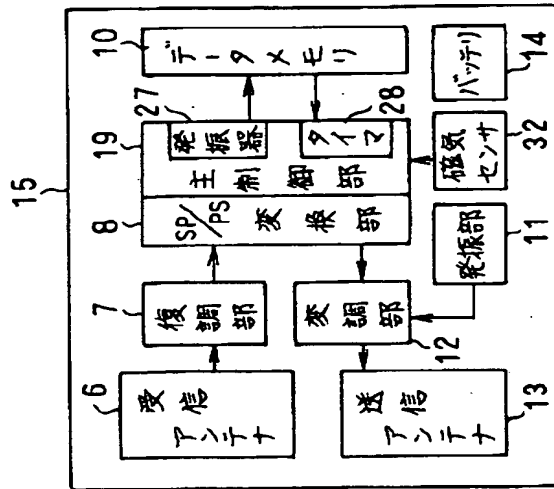 15
6
受信
アンテナ
7
復調部
8
SP/PS
変換部
19
主制御部
27
発振器
28
タイマ
10
データメモリ
13
送信
アンテナ
12
変調部
11
発振部
32
磁気
センサ
14
バッテリ